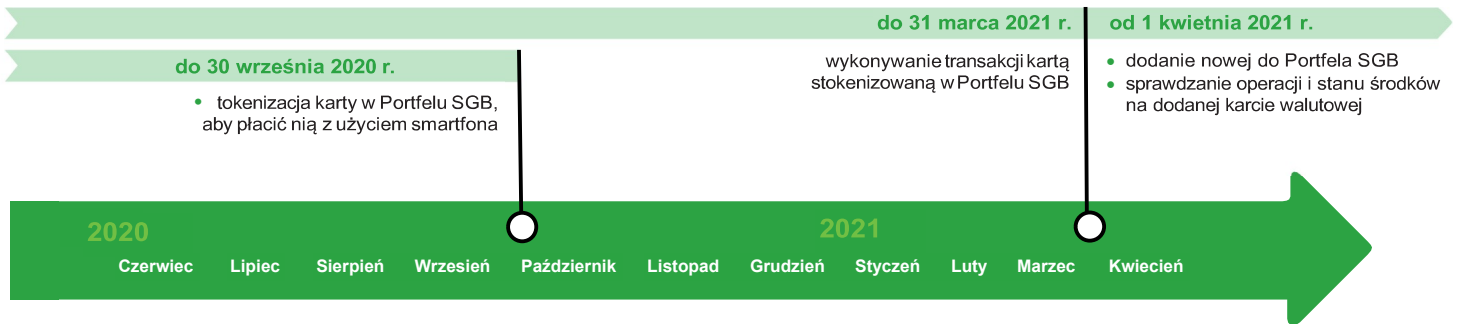 do 31 marca 2021 r.
od 1 kwietnia 2021 r.
do 30 września 2020 r.
• tokenizacja karty w Portfelu SGB,
aby płacić nią z użyciem smartfona
wykonywanie transakcji kartą
stokenizowaną w Portfelu SGB
• dodanie nowej do Portfela SGB
• sprawdzanie operacji i stanu środków
na dodanej karcie walutowej
2020
2021
Czerwiec Lipiec Sierpień Wrzesień Październik Listopad Grudzień Styczeń Luty Marzec Kwiecień